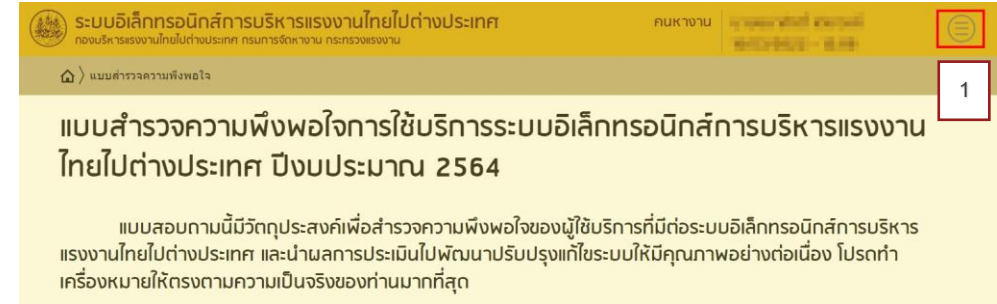 ระบบอิเล็กทรอนิกส์การบริหารแรงงานไทยไปต่างประเทศ
กองบริหารแรงงานไทยไปต่างประเทศ กรมการจัดหางาน กระทรวงแรงงาน
คนหางาน
1
แบบสำรวจความพึงพอใจ
แบบสำรวจความพึงพอใจการใช้บริการระบบอิเล็กทรอนิกส์การบริหารแรงงาน
ไทยไปต่างประเทศ ปีงบประมาณ 2564
แบบสอบถามนี้มีวัตถุประสงค์เพื่อสำรวจความพึงพอใจของผู้ใช้บริการที่มีต่อระบบอิเล็กทรอนิกส์การบริหาร
แรงงานไทยไปต่างประเทศ และนำผลการประเมินไปพัฒนาปรับปรุงแก้ไขระบบให้มีคุณภาพอย่างต่อเนื่อง โปรดทำ
เครื่องหมายให้ตรงตามความเป็นจริงของท่านมากที่สุด